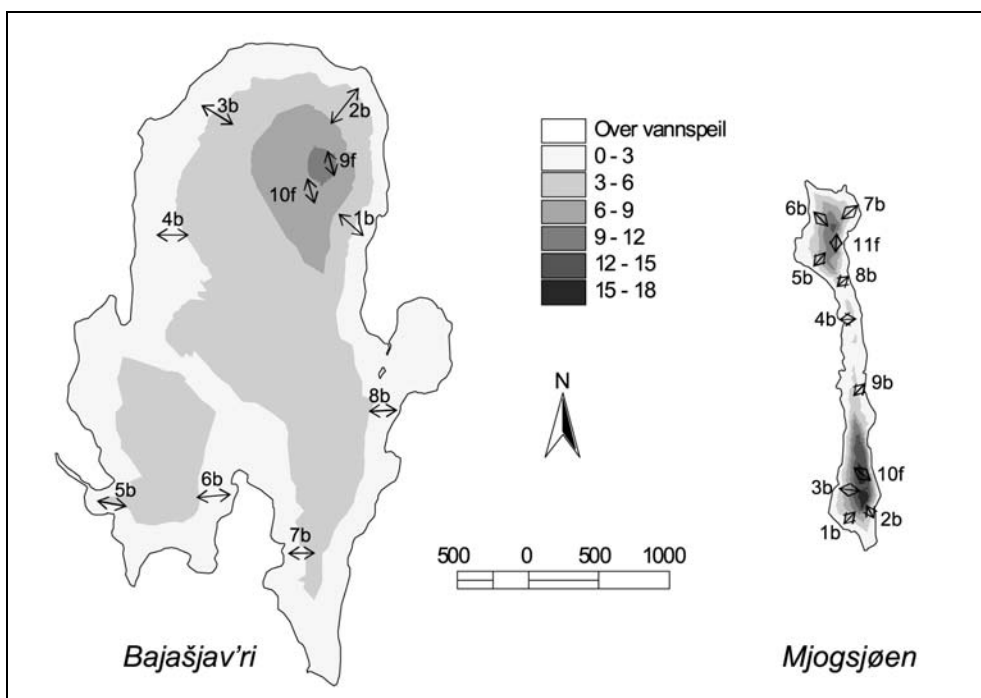 3b
2b
9f
10f
1b
4b
8b
5b
6b
7b
Bajašjav'ri
Over vannspeil
0 - 3
3 - 6
6 - 9
9 - 12
12 - 15
15 - 18
N
500 0 500 1000
6b
7b
11f
5b
8b
4b
9b
10f
3b
1b
2b
Mjogsjøen